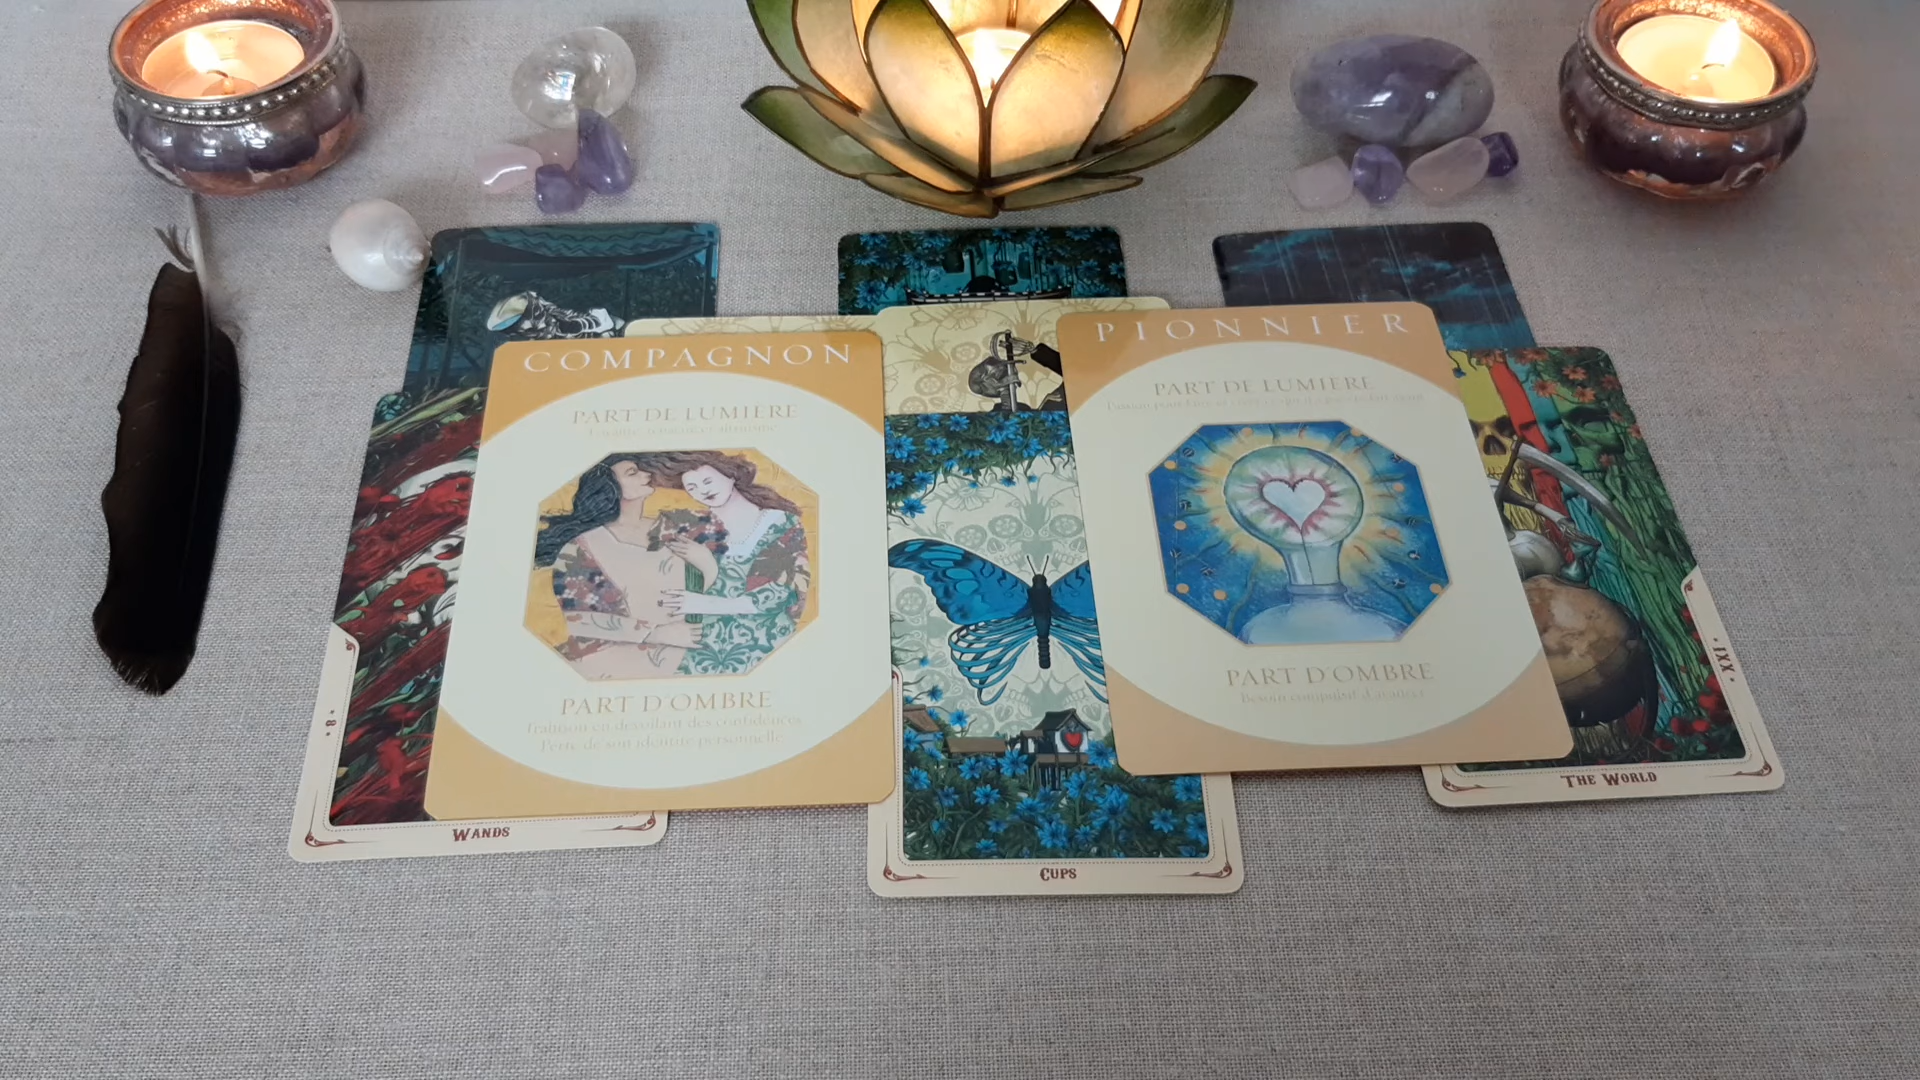 COMPAGNON
PART DE LUMIÈRE
PART D'OMBRE
Trahison en dévoilant des confidences
Perte de son identité personnelle
PIONNIER
PART DE LUMIÈRE
PART D'OMBRE
Besoin compulsif d'avancer
• 8 •
WANDS
CUPS
• XXI •
THE WORLD